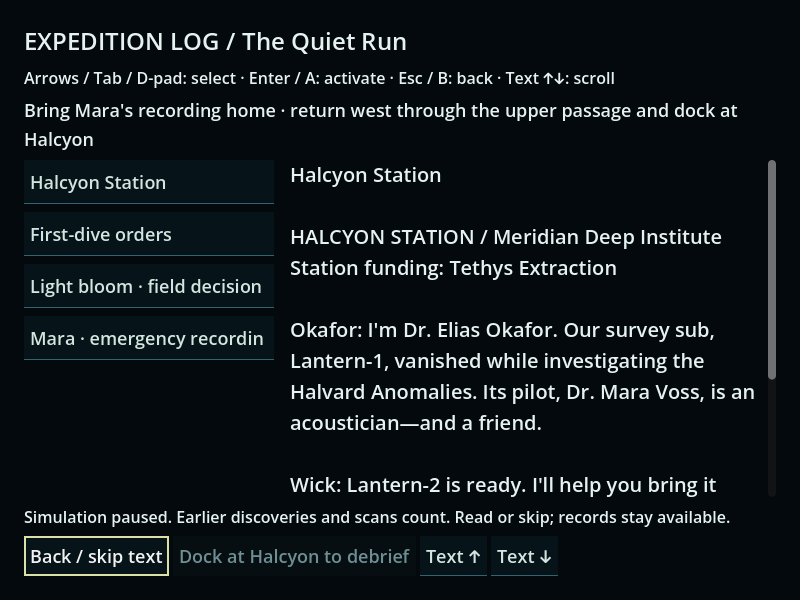 EXPEDITION LOG / The Quiet Run
Arrows / Tab / D-pad: select · Enter / A: activate · Esc / B: back · Text ↑↓: scroll
Bring Mara's recording home · return west through the upper passage and dock at
Halcyon
Halcyon Station
First-dive orders
Light bloom · field decision
Mara · emergency recordin
Halcyon Station
HALCYON STATION / Meridian Deep Institute
Station funding: Tethys Extraction
Okafor: I'm Dr. Elias Okafor. Our survey sub,
Lantern-1, vanished while investigating the
Halvard Anomalies. Its pilot, Dr. Mara Voss, is an
acoustician—and a friend.
Wick: Lantern-2 is ready. I'll help you bring it
Simulation paused. Earlier discoveries and scans count. Read or skip; records stay available.
Back / skip text
Dock at Halcyon to debrief
Text ↑
Text ↓